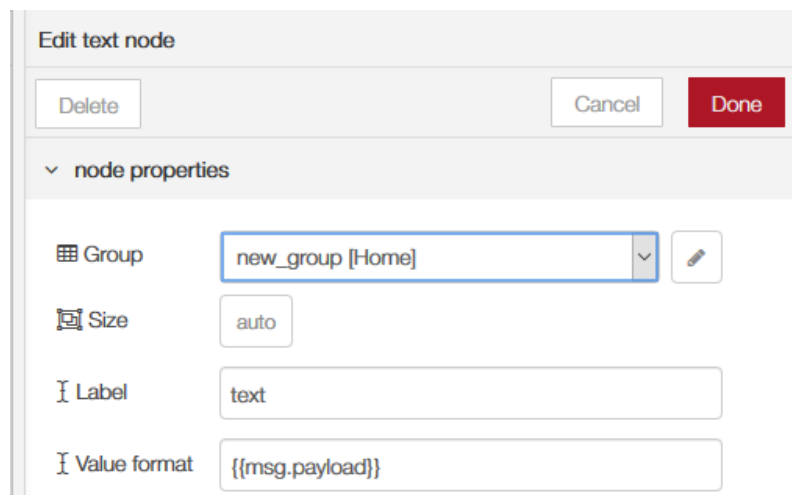 Edit text node
Delete Cancel Done
node properties
Group new_group [Home]
Size auto
Label text
Value format {{msg.payload}}